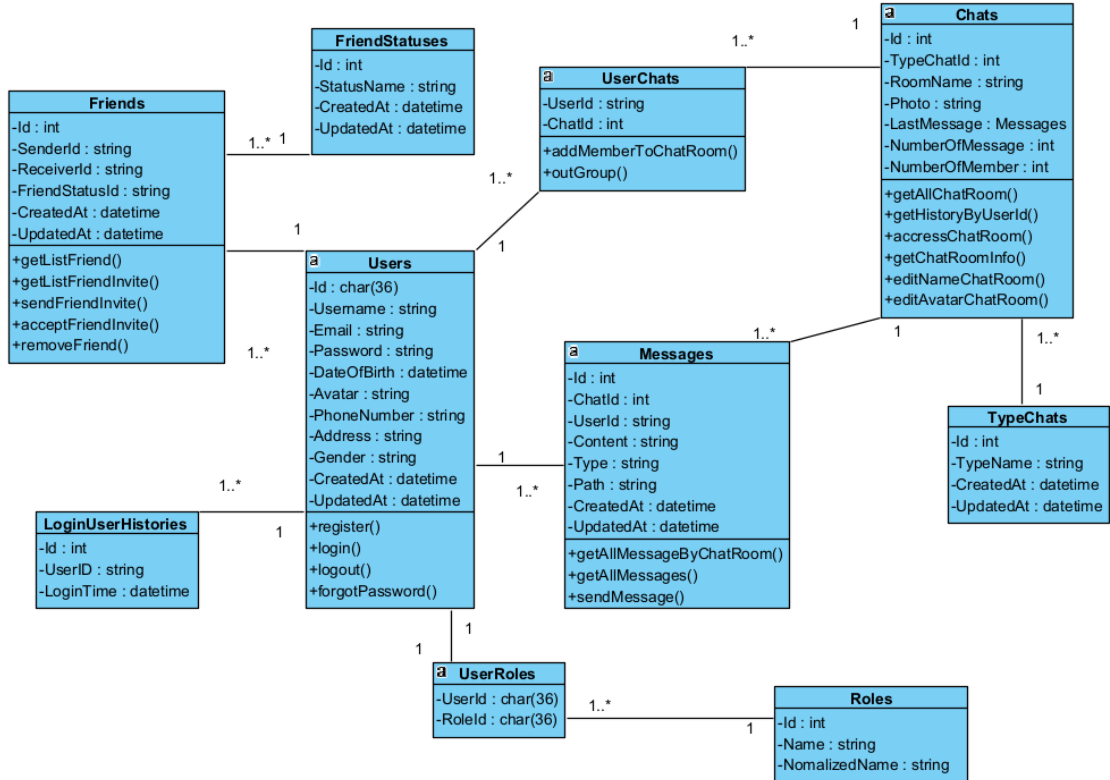 FriendStatuses
-Id : int
-StatusName : string
-CreatedAt : datetime
-UpdatedAt : datetime
Friends
-Id : int
-SenderId : string
-ReceiverId : string
-FriendStatusId : string
-CreatedAt : datetime
-UpdatedAt : datetime
+getListFriend()
+getListFriendInvite()
+sendFriendInvite()
+acceptFriendInvite()
+removeFriend()
1..*
1
a
UserChats
-UserId : string
-ChatId : int
+addMemberToChatRoom()
+outGroup()
1..*
1
a
Chats
-Id : int
-TypeChatId : int
-RoomName : string
-Photo : string
-LastMessage : Messages
-NumberOfMessage : int
-NumberOfMember : int
+getAllChatRoom()
+getHistoryByUserId()
+accressChatRoom()
+getChatRoomInfo()
+editNameChatRoom()
+editAvatarChatRoom()
1..*
1
1
1..*
a
Users
-Id : char(36)
-Username : string
-Email : string
-Password : string
-DateOfBirth : datetime
-Avatar : string
-PhoneNumber : string
-Address : string
-Gender : string
-CreatedAt : datetime
-UpdatedAt : datetime
+register()
+login()
+logout()
+forgotPassword()
a
Messages
-Id : int
-ChatId : int
-UserId : string
-Content : string
-Type : string
-Path : string
-CreatedAt : datetime
-UpdatedAt : datetime
+getAllMessageByChatRoom()
+getAllMessages()
+sendMessage()
1..*
1
1..*
1
TypeChats
-Id : int
-TypeName : string
-CreatedAt : datetime
-UpdatedAt : datetime
1
1..*
1..*
1
LoginUserHistories
-Id : int
-UserID : string
-LoginTime : datetime
1
1
a
UserRoles
-UserId : char(36)
-RoleId : char(36)
1..*
1
Roles
-Id : int
-Name : string
-NomalizedName : string